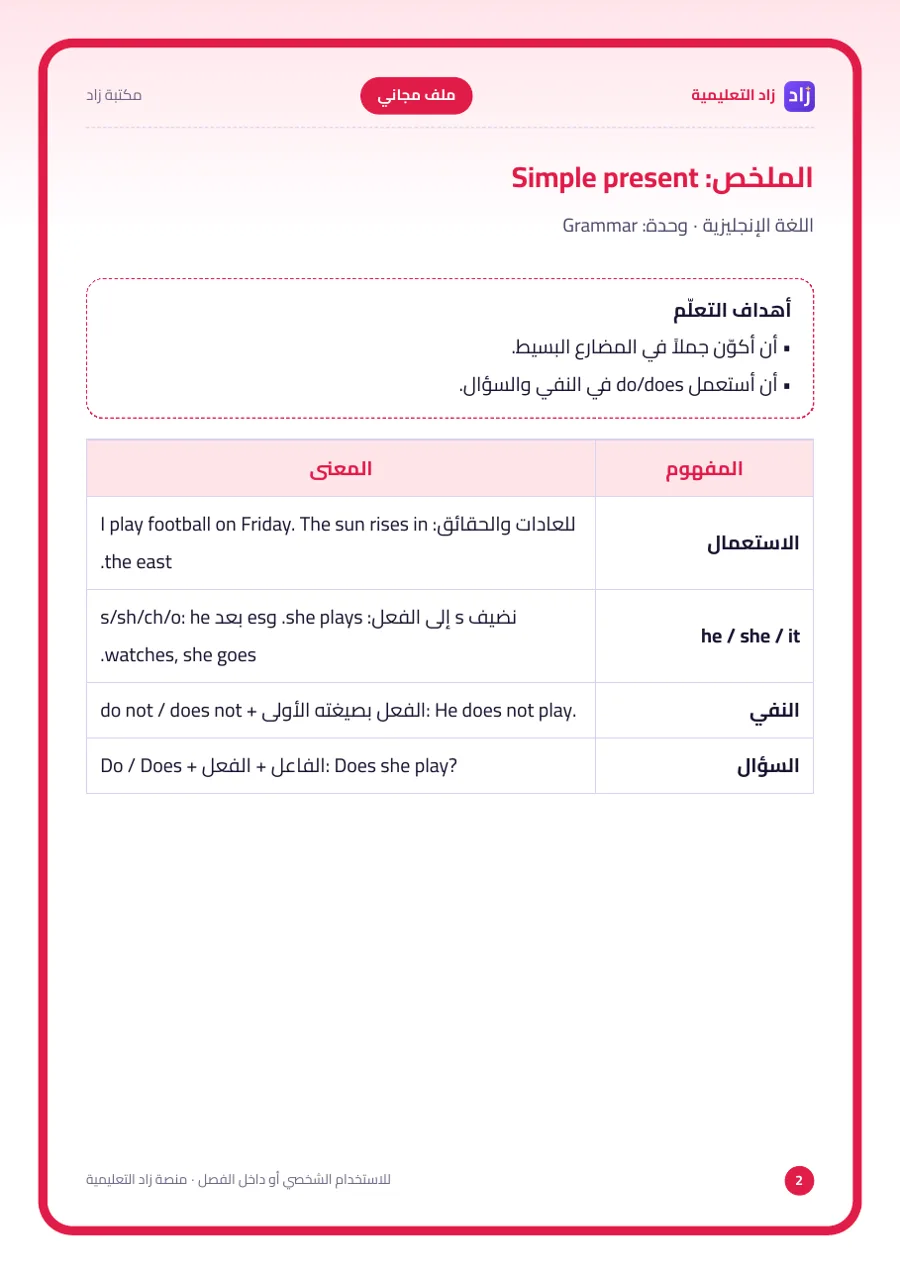 زاد زاد التعليمية
ملف مجاني
مكتبة زاد
الملخص: Simple present
اللغة الإنجليزية · وحدة: Grammar
أهداف التعلّم
▪ أن أكوّن جملاً في المضارع البسيط.
▪ أن أستعمل do/does في النفي والسؤال.
المفهوم
المعنى
الاستعمال
للعادات والحقائق: I play football on Friday. The sun rises in
the east.
he / she / it
نضيف s إلى الفعل: she plays. وes بعد s/sh/ch/o: he
watches, she goes.
النفي
do not / does not + الفعل بصيغته الأولى: He does not play.
السؤال
Do / Does + الفاعل + الفعل: Does she play?
2
للاستخدام الشخصي أو داخل الفصل · منصة زاد التعليمية